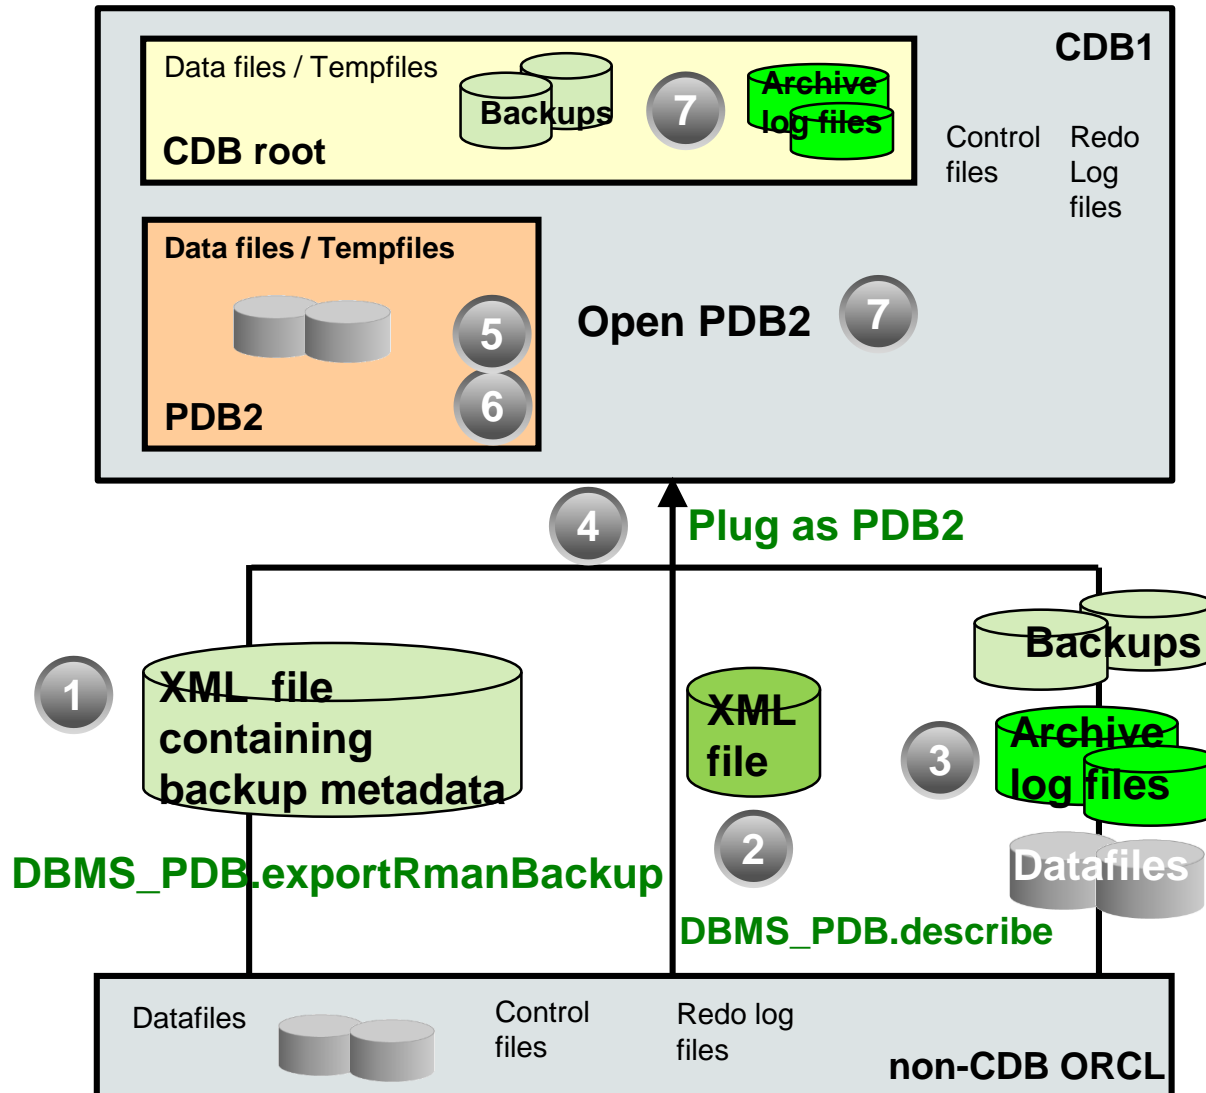 CDB1
Data files / Tempfiles
Backups
7
Archive
log files
CDB root
Control
files
Redo
Log
files
Data files / Tempfiles
5
6
PDB2
Open PDB2
7
4
Plug as PDB2
1
XML file
containing
backup metadata
XML
file
2
Backups
3
Archive
log files
Datafiles
DBMS_PDB.exportRmanBackup
DBMS_PDB.describe
Datafiles
Control
files
Redo log
files
non-CDB ORCL